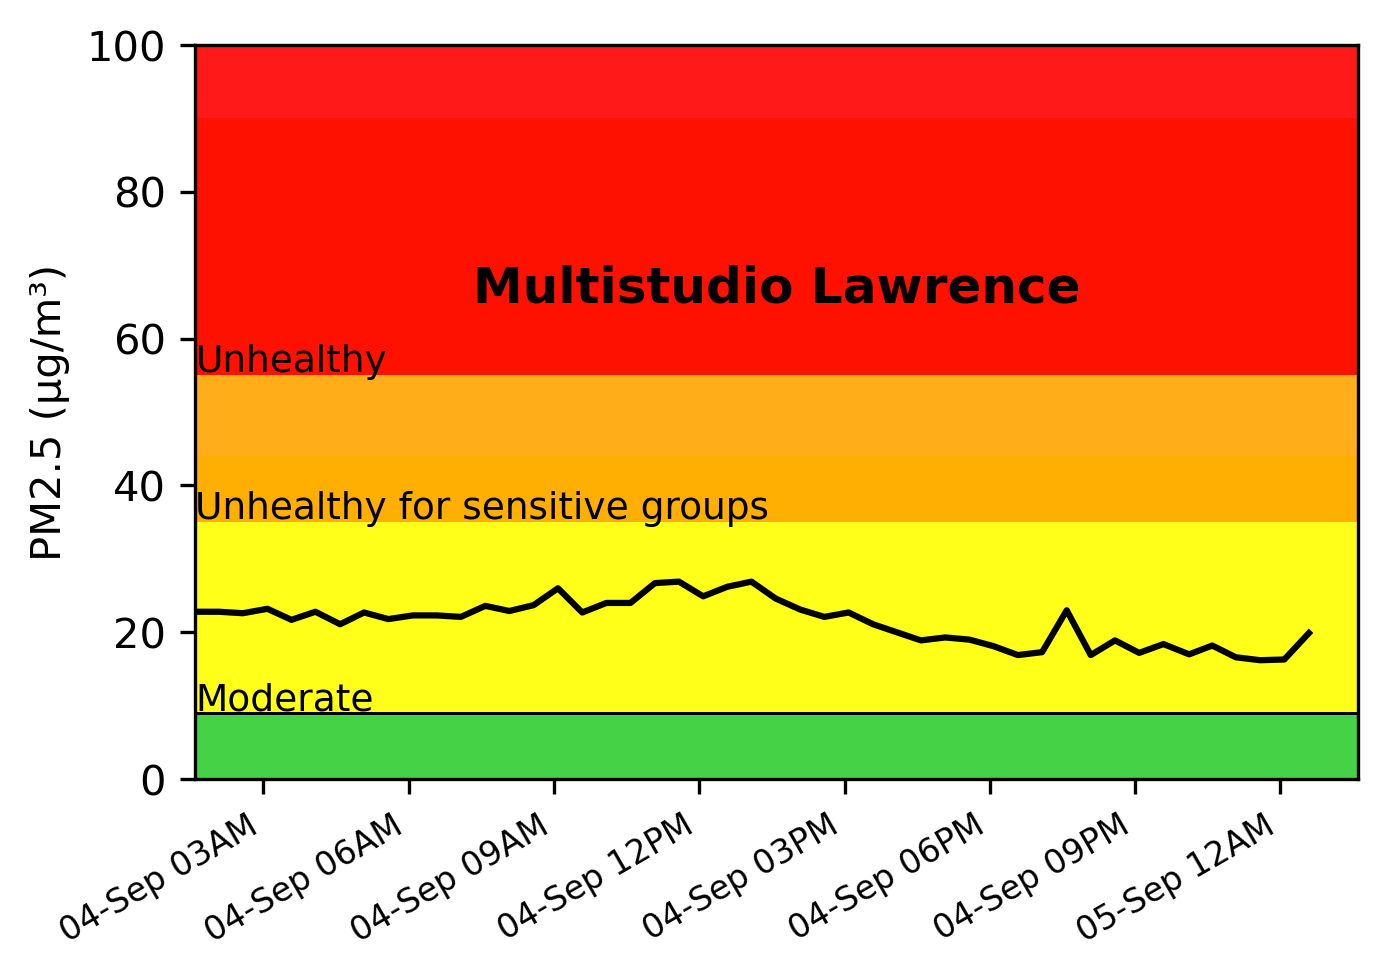 100
80
60
40
20
0
PM2.5 (µg/m³)
Multistudio Lawrence
Unhealthy
Unhealthy for sensitive groups
Moderate
04-Sep 03AM
04-Sep 06AM
04-Sep 09AM
04-Sep 12PM
04-Sep 03PM
04-Sep 06PM
04-Sep 09PM
05-Sep 12AM